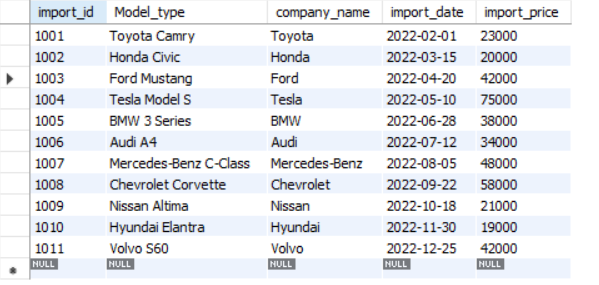 import_id Model_type company_name import_date import_price
1001 Toyota Camry Toyota 2022-02-01 23000
1002 Honda Civic Honda 2022-03-15 20000
1003 Ford Mustang Ford 2022-04-20 42000
1004 Tesla Model S Tesla 2022-05-10 75000
1005 BMW 3 Series BMW 2022-06-28 38000
1006 Audi A4 Audi 2022-07-12 34000
1007 Mercedes-Benz C-Class Mercedes-Benz 2022-08-05 48000
1008 Chevrolet Corvette Chevrolet 2022-09-22 58000
1009 Nissan Altima Nissan 2022-10-18 21000
1010 Hyundai Elantra Hyundai 2022-11-30 19000
1011 Volvo S60 Volvo 2022-12-25 42000
NULL NULL NULL NULL NULL